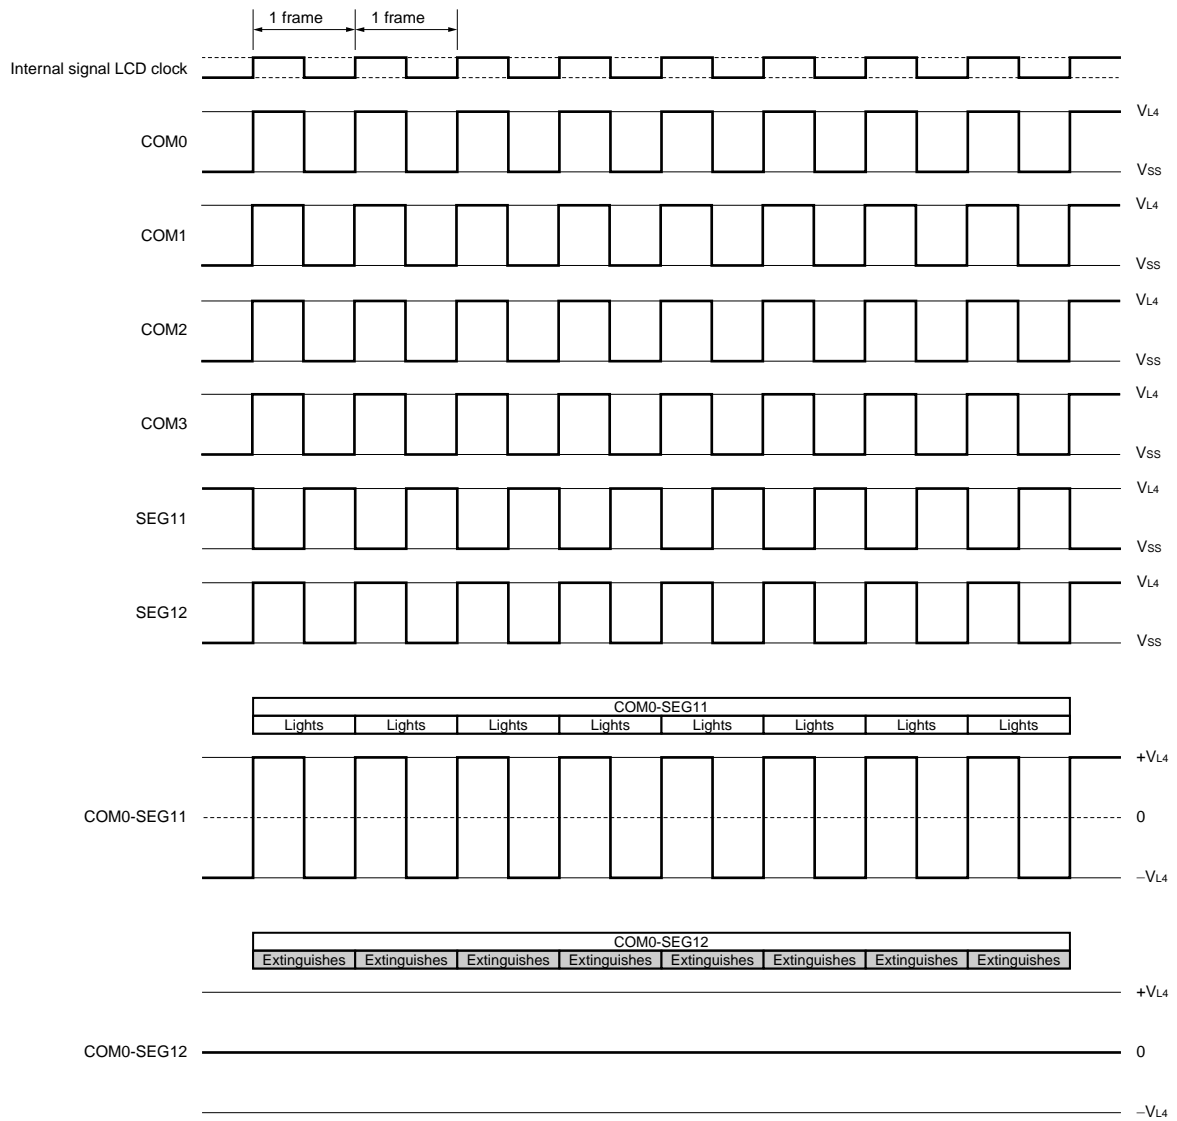 1 frame 1 frame
Internal signal LCD clock
VL4
COM0
VSS
VL4
COM1
VSS
VL4
COM2
VSS
VL4
COM3
VSS
VL4
SEG11
VSS
VL4
SEG12
VSS
COM0-SEG11
Lights Lights Lights Lights Lights Lights Lights Lights
+VL4
COM0-SEG11 0
−VL4
COM0-SEG12
Extinguishes Extinguishes Extinguishes Extinguishes Extinguishes Extinguishes Extinguishes Extinguishes
+VL4
COM0-SEG12 0
−VL4